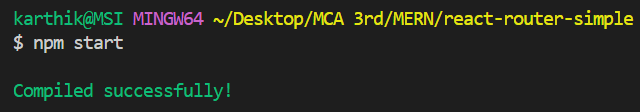 karthik@MSI MINGW64 ~/Desktop/MCA 3rd/MERN/react-router-simple
$ npm start
Compiled successfully!